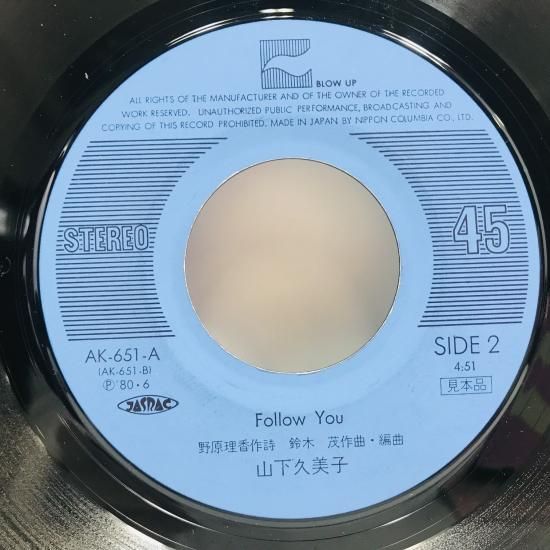 BLOW UP
ALL RIGHTS OF THE MANUFACTURER AND OF THE OWNER OF THE RECORDED
WORK RESERVED. UNAUTHORIZED PUBLIC PERFORMANCE, BROADCASTING AND
COPYING OF THIS RECORD PROHIBITED. MADE IN JAPAN BY NIPPON COLUMBIA CO., LTD.
STEREO
45
AK-651-A
(AK-651-B)
Ⓟ'80・6
JASRAC
SIDE 2
4:51
見本品
Follow You
野原理香作詩 鈴木 茂作曲・編曲
山下久美子